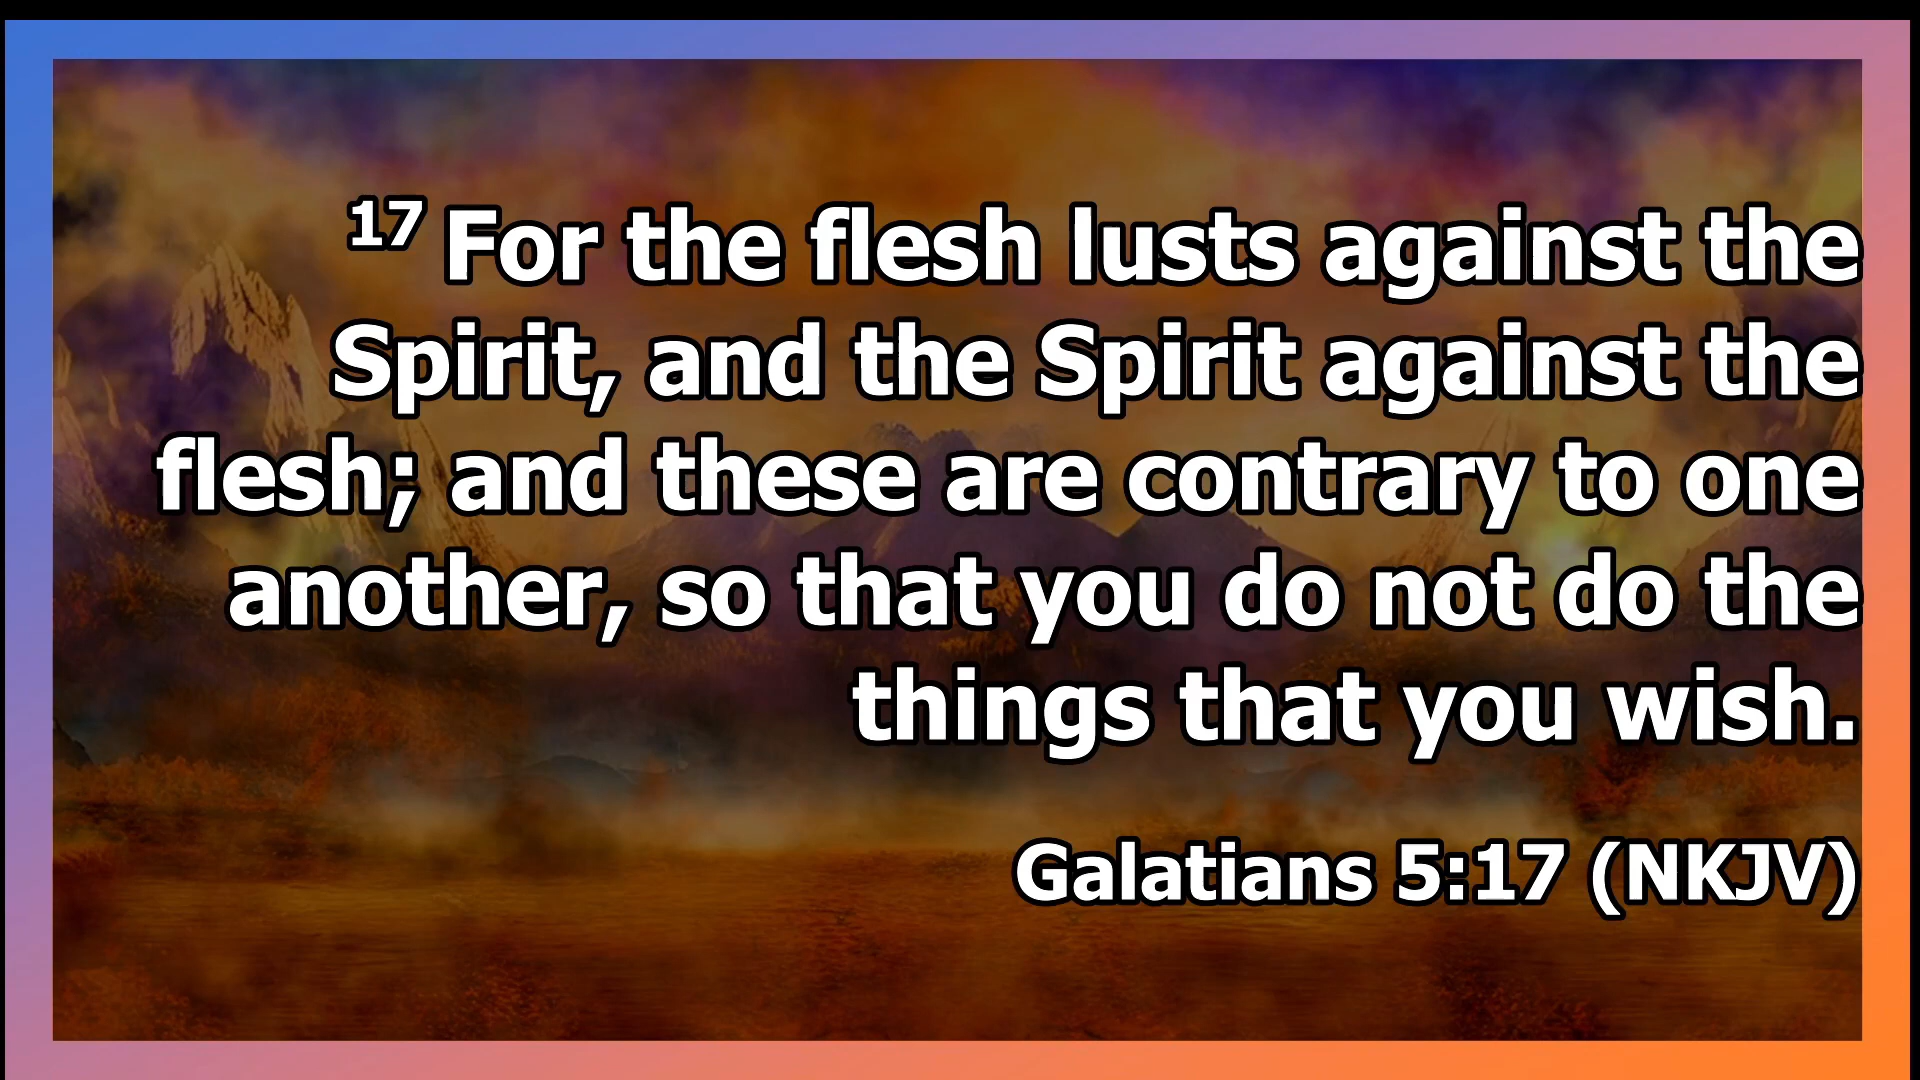 17 For the flesh lusts against the
Spirit, and the Spirit against the
flesh; and these are contrary to one
another, so that you do not do the
things that you wish.
Galatians 5:17 (NKJV)